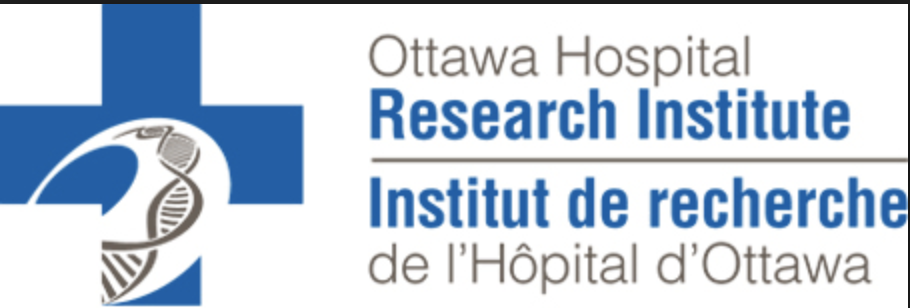 Ottawa Hospital
Research Institute
Institut de recherche
de l'Hôpital d'Ottawa